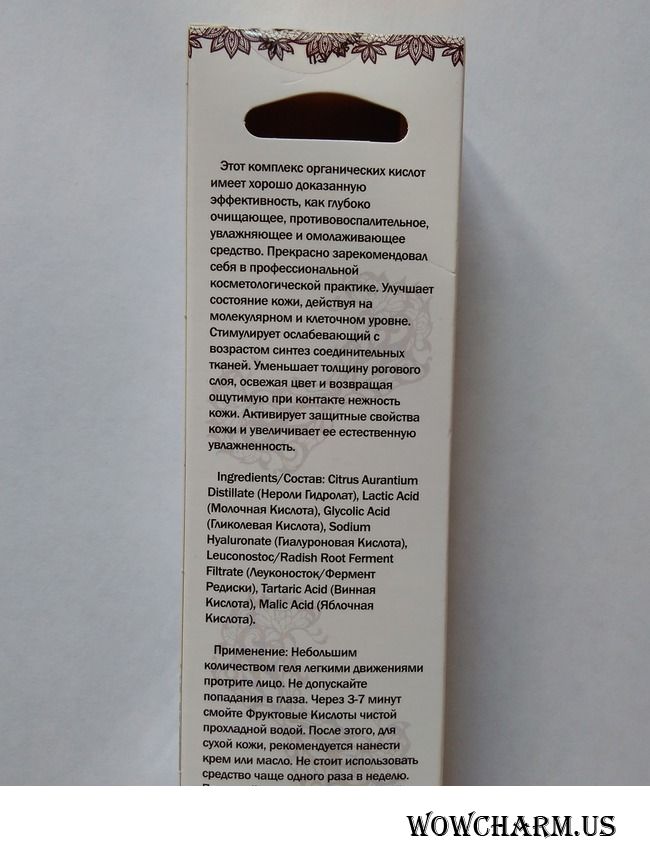 Этот комплекс органических кислот
имеет хорошо доказанную
эффективность, как глубоко
очищающее, противовоспалительное,
увлажняющее и омолаживающее
средство. Прекрасно зарекомендовал
себя в профессиональной
косметологической практике. Улучшает
состояние кожи, действуя на
молекулярном и клеточном уровне.
Стимулирует ослабевающий с
возрастом синтез соединительных
тканей. Уменьшает толщину рогового
слоя, освежая цвет и возвращая
ощутимую при контакте нежность
кожи. Активирует защитные свойства
кожи и увеличивает ее естественную
увлажненность.
Ingredients/Состав: Citrus Aurantium
Distillate (Нероли Гидролат), Lactic Acid
(Молочная Кислота), Glycolic Acid
(Гликолевая Кислота), Sodium
Hyaluronate (Гиалуроновая Кислота),
Leuconostoc/Radish Root Ferment
Filtrate (Леуконосток/Фермент
Редиски), Tartaric Acid (Винная
Кислота), Malic Acid (Яблочная
Кислота).
Применение: Небольшим
количеством геля легкими движениями
протрите лицо. Не допускайте
попадания в глаза. Через 3-7 минут
смойте Фруктовые Кислоты чистой
прохладной водой. После этого, для
сухой кожи, рекомендуется нанести
крем или масло. Не стоит использовать
средство чаще одного раза в неделю.
WOWCHARM.US